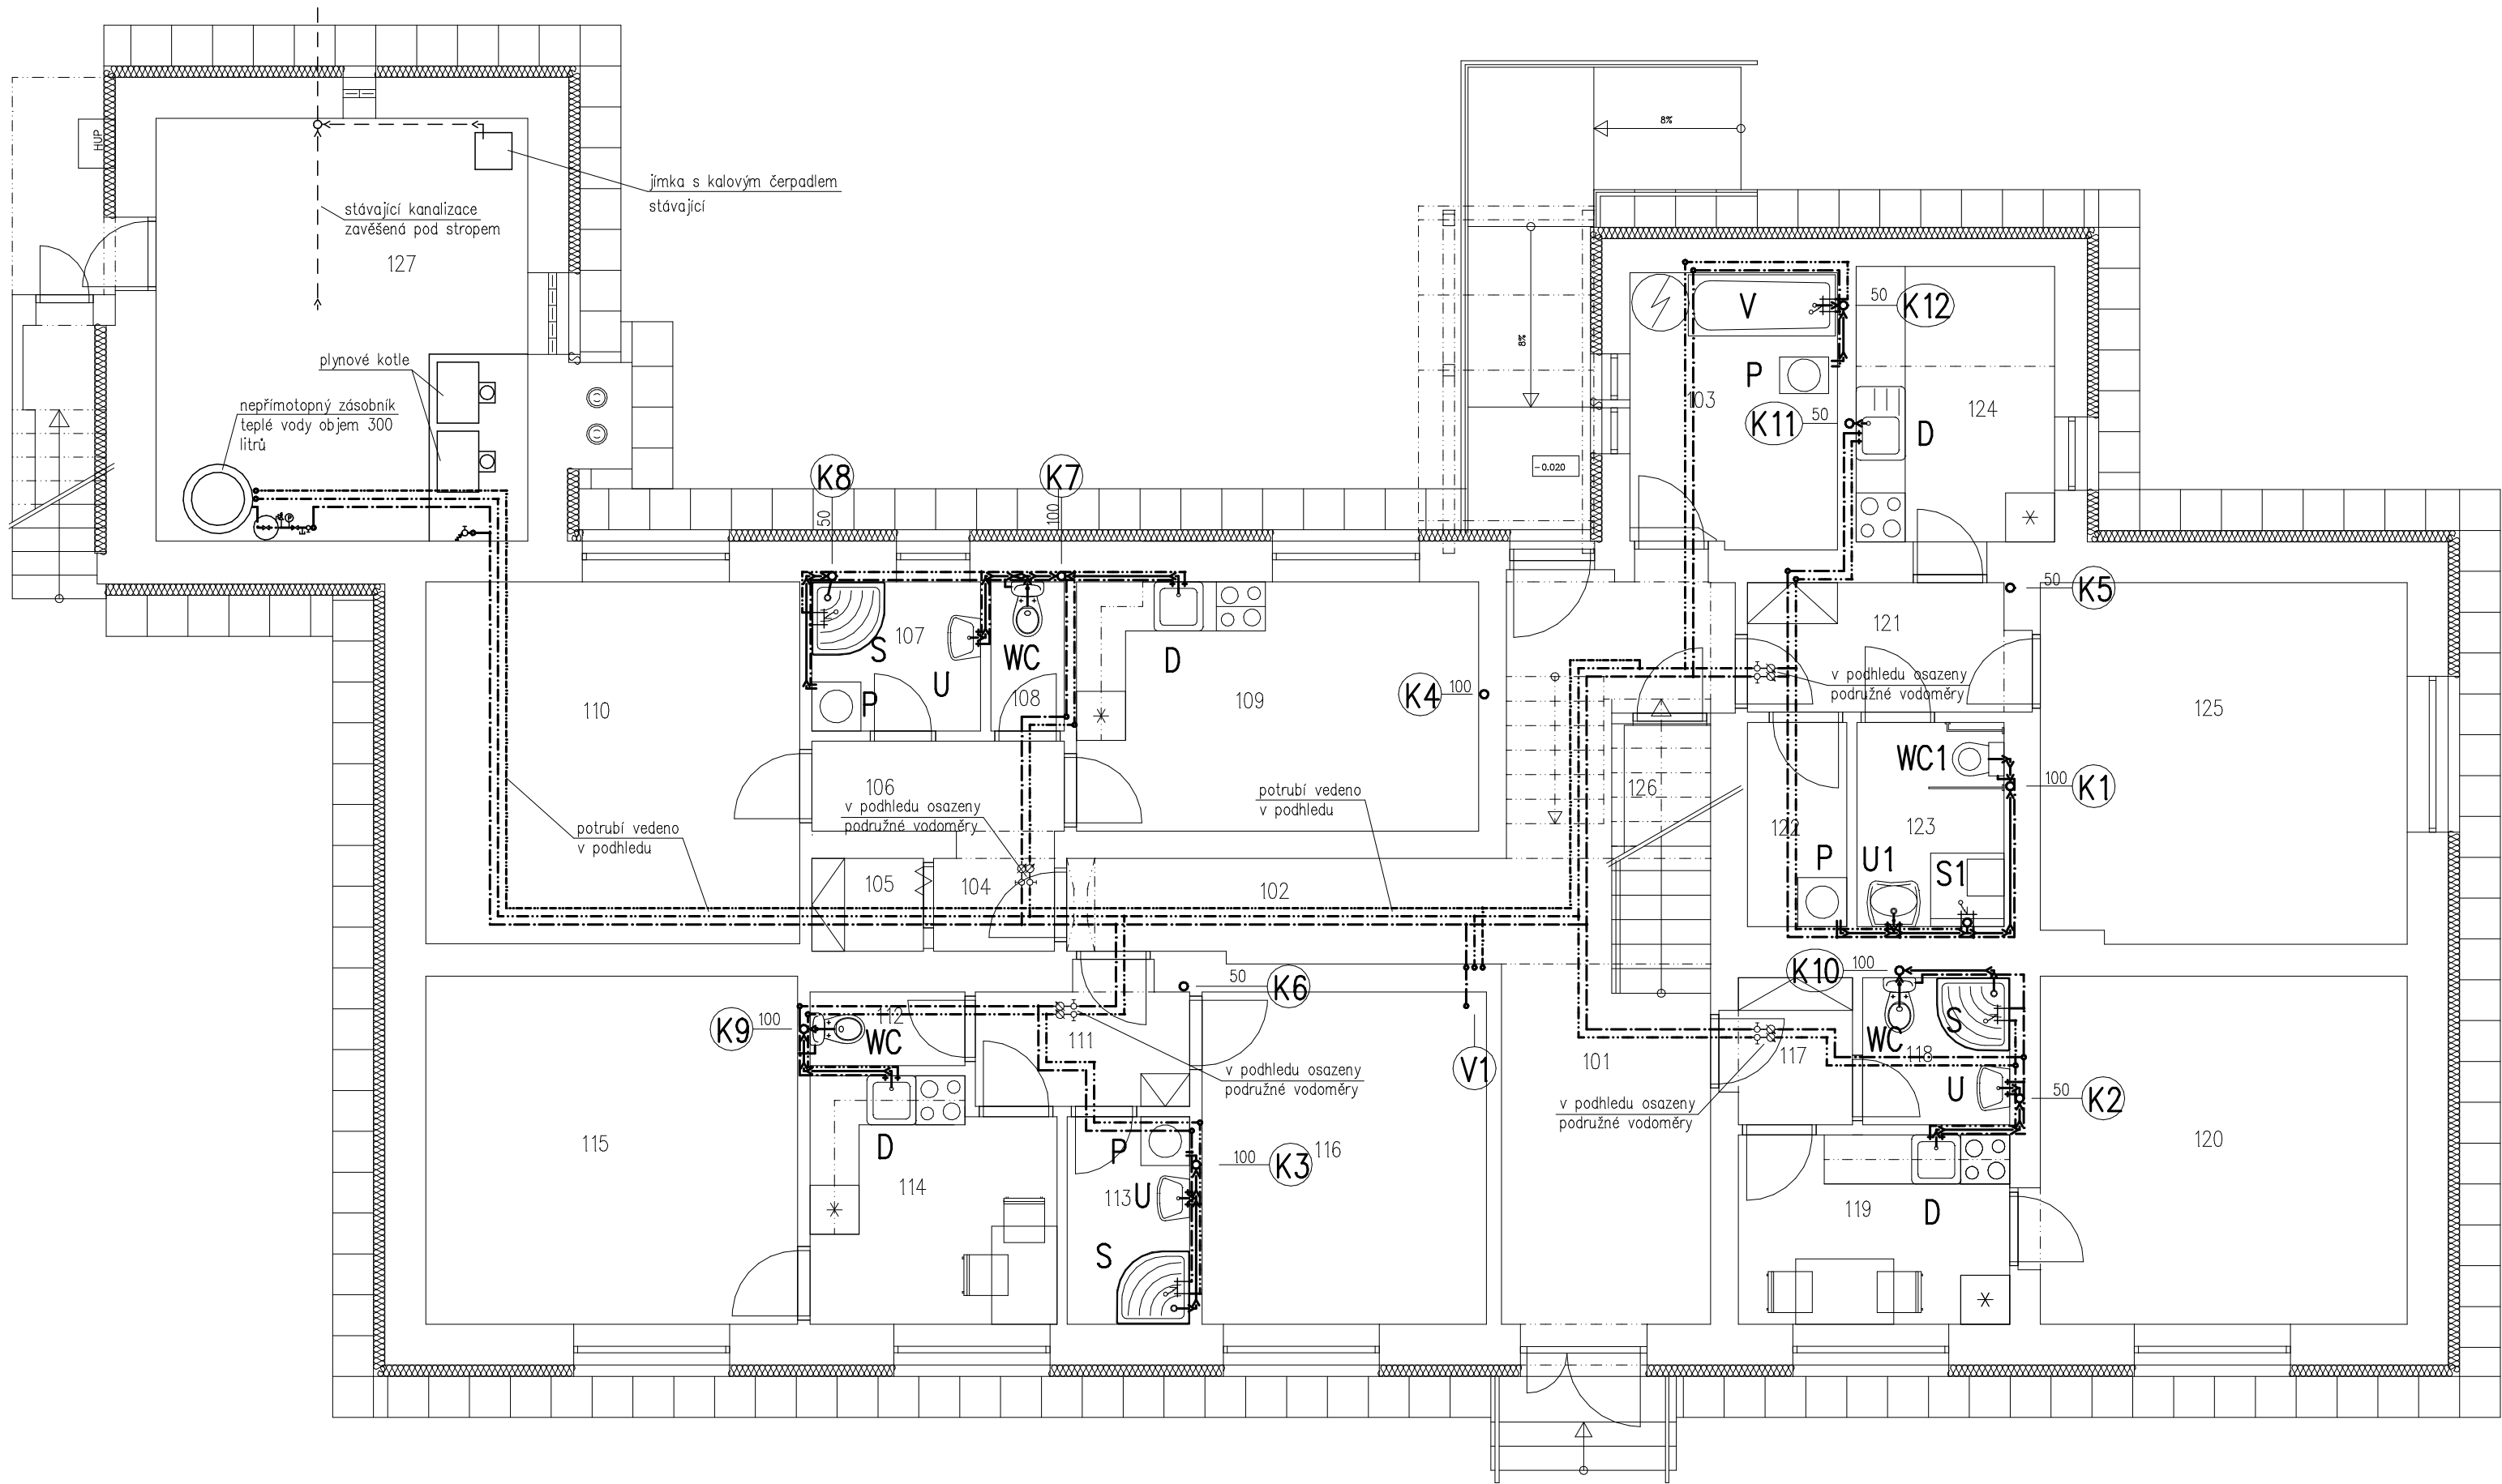 8%
HUP
jímka s kalovým čerpadlem
stávající
stávající kanalizace
zavěšená pod stropem
127
V
50
K12
8%
plynové kotle
P
103
124
nepřímotopný zásobník
teplé vody objem 300
litrů
K11
50
D
-0.020
K8
50
K7
100
50
K5
107
S
WC
D
121
U
P
108
v podhledu osazeny
podružné vodoměry
K4
100
110
109
125
WC1
100
K1
106
v podhledu osazeny
podružné vodoměry
potrubí vedeno
v podhledu
126
potrubí vedeno
v podhledu
122
123
P
U1
S1
105
104
102
K10
100
50
K6
K9
100
112
WC
111
V1
101
S
WC
117
118
v podhledu osazeny
podružné vodoměry
U
50
K2
v podhledu osazeny
podružné vodoměry
115
D
P
100
K3
116
120
114
113
U
119
D
S